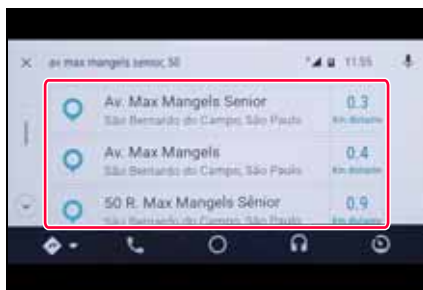 av max mangels senior, 50
11:55
Av. Max Mangels Senior
0.3
São Bernardo do Campo, São Paulo
Km distante
Av. Max Mangels
0.4
São Bernardo do Campo, São Paulo
Km distante
50 R. Max Mangels Sênior
0.9
São Bernardo do Campo, São Paulo
Km distante